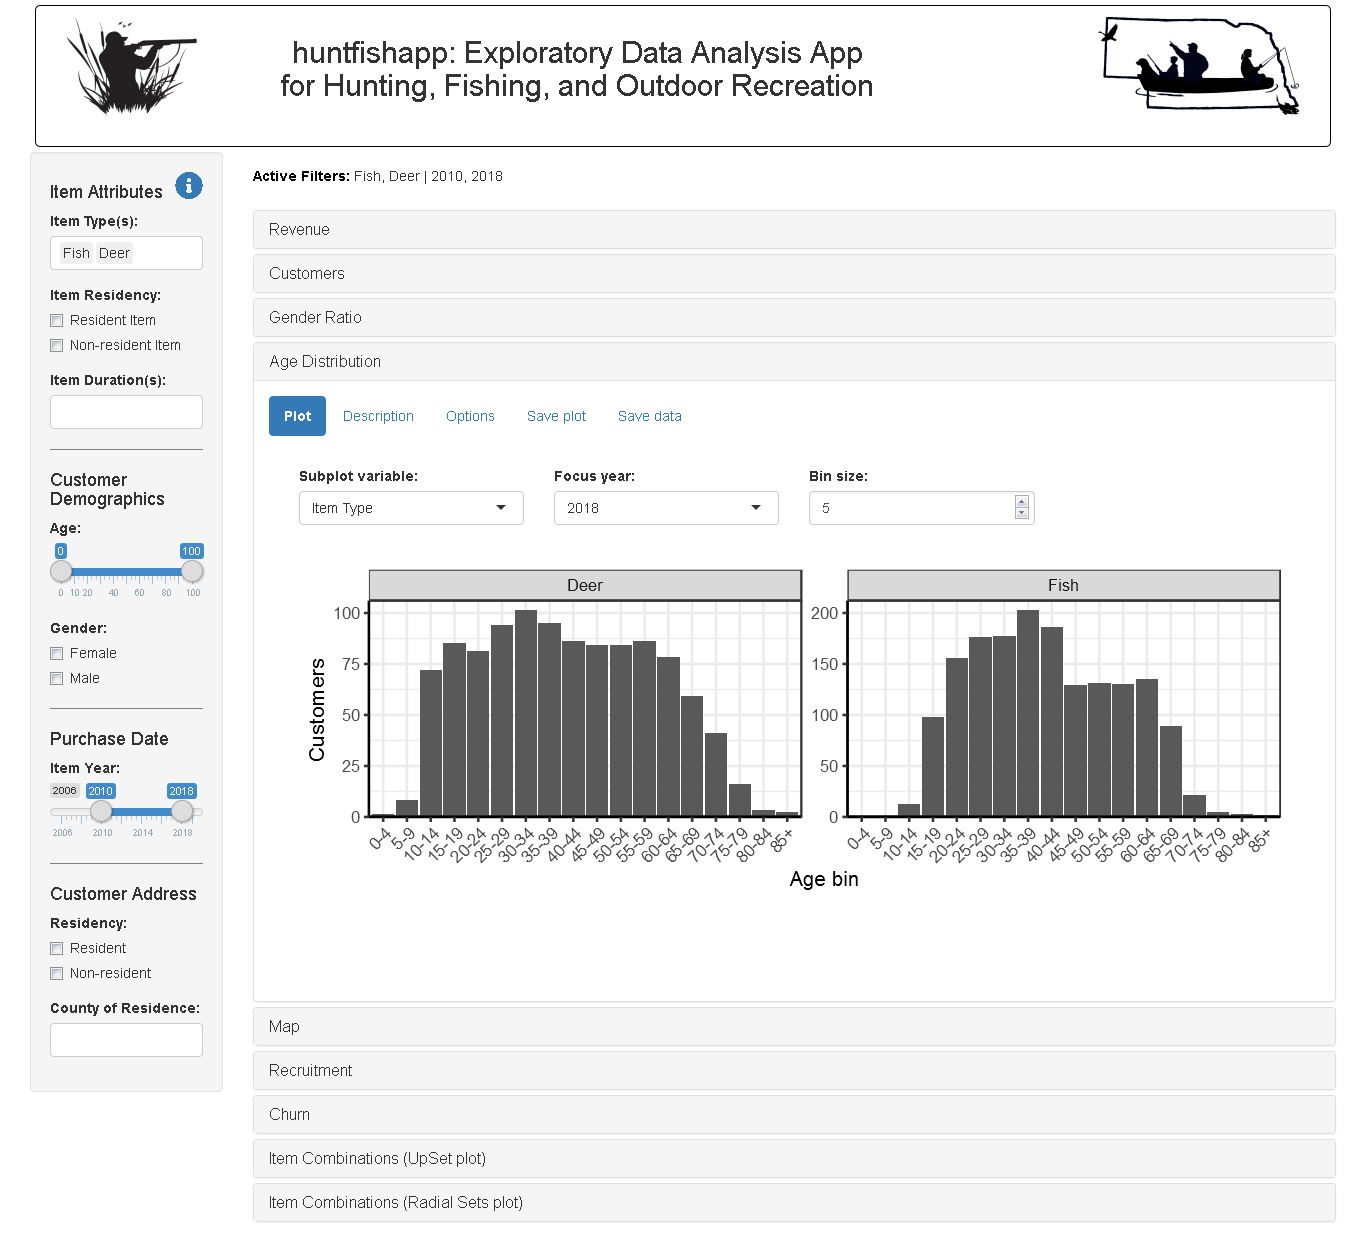 huntfishapp: Exploratory Data Analysis App
for Hunting, Fishing, and Outdoor Recreation
Item Attributes
Item Type(s):
Fish Deer
Item Residency:
Resident Item
Non-resident Item
Item Duration(s):
Customer
Demographics
Age:
0 100
0 10 20 40 60 80 100
Gender:
Female
Male
Purchase Date
Item Year:
2006 2010 2018
2006 2010 2014 2018
Customer Address
Residency:
Resident
Non-resident
County of Residence:
Active Filters: Fish, Deer | 2010, 2018
Revenue
Customers
Gender Ratio
Age Distribution
Plot Description Options Save plot Save data
Subplot variable: Focus year: Bin size:
Item Type 2018 5
Deer Fish
Customers
100
75
50
25
0
200
150
100
50
0
0-4 5-9 10-14 15-19 20-24 25-29 30-34 35-39 40-44 45-49 50-54 55-59 60-64 65-69 70-74 75-79 80-84 85+
0-4 5-9 10-14 15-19 20-24 25-29 30-34 35-39 40-44 45-49 50-54 55-59 60-64 65-69 70-74 75-79 80-84 85+
Age bin
Map
Recruitment
Churn
Item Combinations (UpSet plot)
Item Combinations (Radial Sets plot)